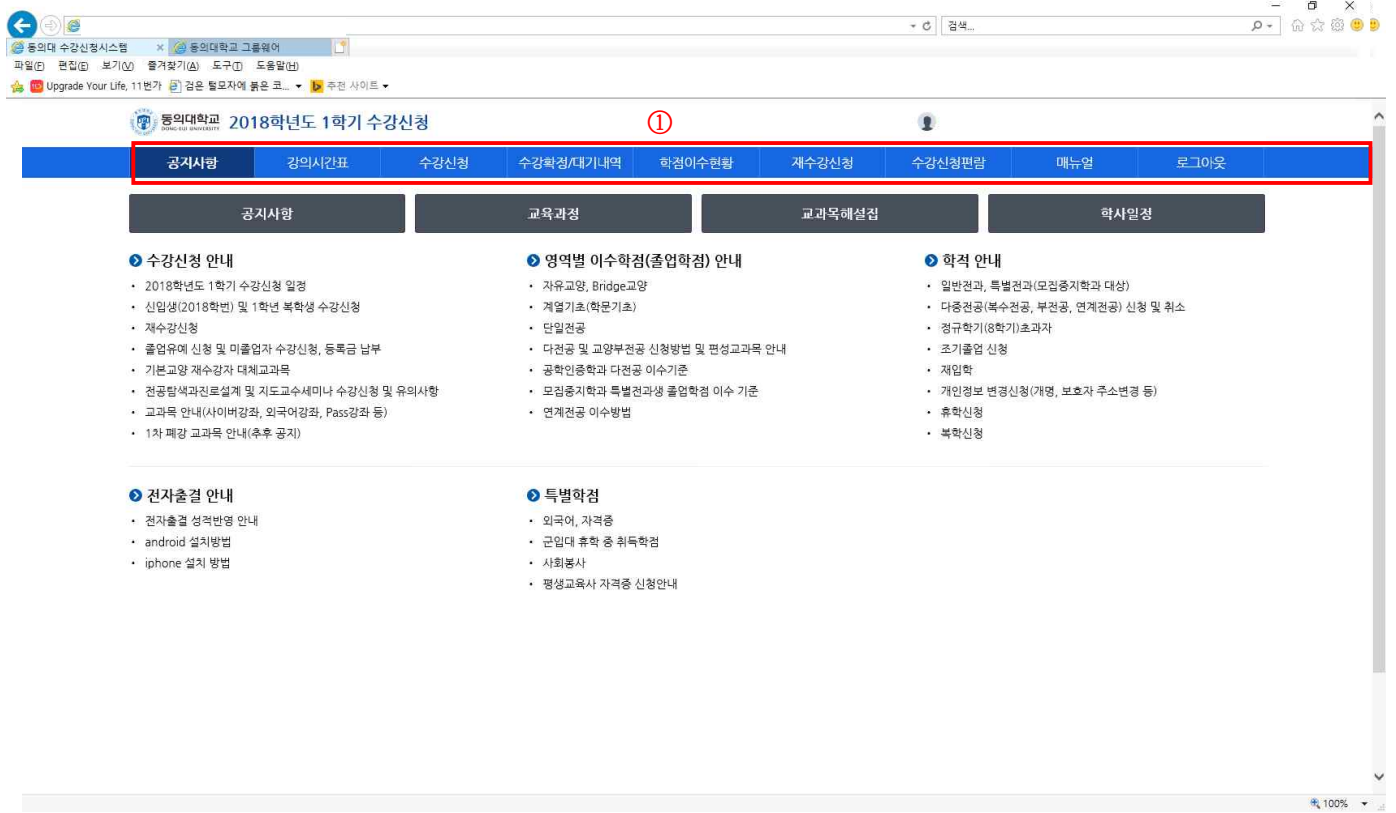 검색...
동의대 수강신청시스템 × 동의대학교 그룹웨어
파일(F) 편집(E) 보기(V) 즐겨찾기(A) 도구(T) 도움말(H)
Upgrade Your Life, 11번가 검은 털모자에 붉은 코... 추천 사이트
동의대학교 DONG-EUI UNIVERSITY 2018학년도 1학기 수강신청
①
공지사항 강의시간표 수강신청 수강확정/대기내역 학점이수현황 재수강신청 수강신청편람 매뉴얼 로그아웃
공지사항 교육과정 교과목해설집 학사일정
수강신청 안내
• 2018학년도 1학기 수강신청 일정
• 신입생(2018학번) 및 1학년 복학생 수강신청
• 재수강신청
• 졸업유예 신청 및 미졸업자 수강신청, 등록금 납부
• 기본교양 재수강자 대체교과목
• 전공탐색과진로설계 및 지도교수세미나 수강신청 및 유의사항
• 교과목 안내(사이버강좌, 외국어강좌, Pass강좌 등)
• 1차 폐강 교과목 안내(추후 공지)
영역별 이수학점(졸업학점) 안내
• 자유교양, Bridge교양
• 계열기초(학문기초)
• 단일전공
• 다전공 및 교양부전공 신청방법 및 편성교과목 안내
• 공학인증학과 다전공 이수기준
• 모집중지학과 특별전과생 졸업학점 이수 기준
• 연계전공 이수방법
학적 안내
• 일반전과, 특별전과(모집중지학과 대상)
• 다중전공(복수전공, 부전공, 연계전공) 신청 및 취소
• 정규학기(8학기)초과자
• 조기졸업 신청
• 재입학
• 개인정보 변경신청(개명, 보호자 주소변경 등)
• 휴학신청
• 복학신청
전자출결 안내
• 전자출결 성적반영 안내
• android 설치방법
• iphone 설치 방법
특별학점
• 외국어, 자격증
• 군입대 휴학 중 취득학점
• 사회봉사
• 평생교육사 자격증 신청안내
100%